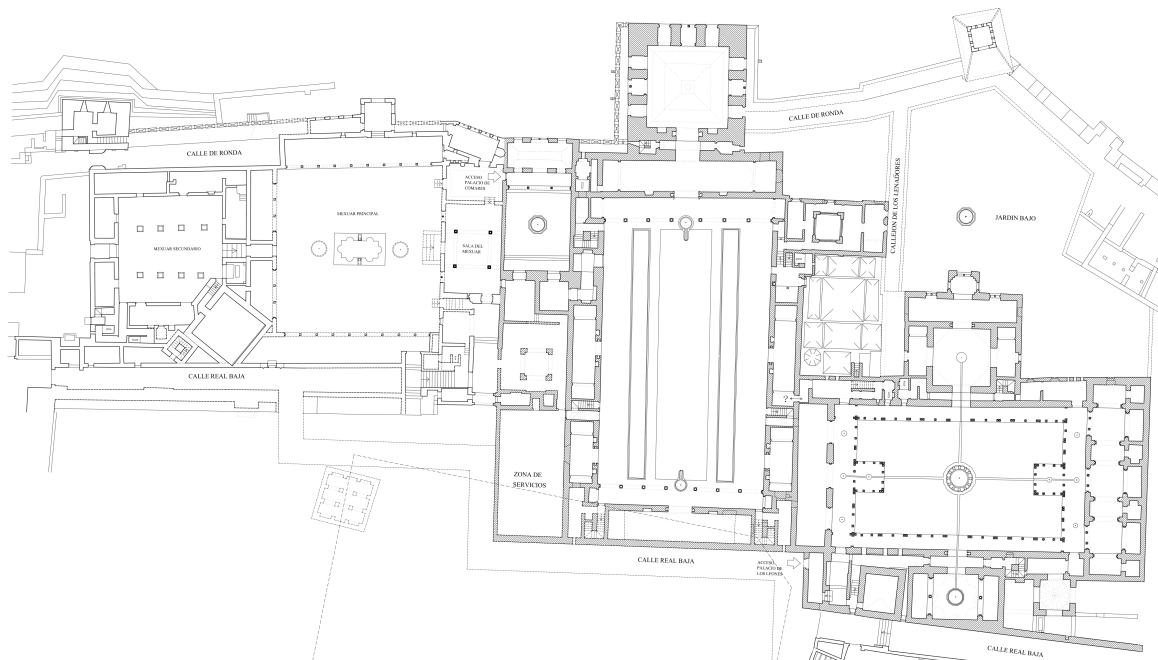 CALLE DE RONDA
CALLE DE RONDA
ACCESO
PALACIO DE
COMARES
CALLEJON DE LOS LEÑADORES
MEXUAR PRINCIPAL
JARDIN BAJO
MEXUAR SECUNDARIO
SALA DEL
MEXUAR
CALLE REAL BAJA
?
ZONA DE
SERVICIOS
CALLE REAL BAJA
ACCESO
PALACIO DE
LOS LEONES
CALLE REAL BAJA